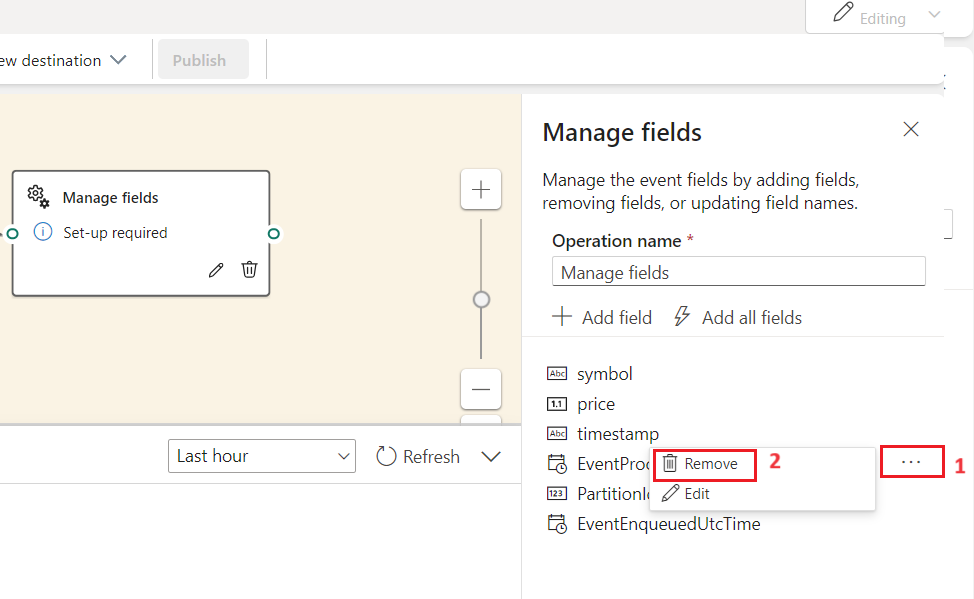 Editing
ew destination
Publish
Manage fields
Set-up required
Last hour
Refresh
Manage fields
Manage the event fields by adding fields,
removing fields, or updating field names.
Operation name *
Manage fields
Add field
Add all fields
Abc symbol
1.1 price
Abc timestamp
EventProc
Remove
2
... 1
123 PartitionI
Edit
EventEnqueuedUtcTime